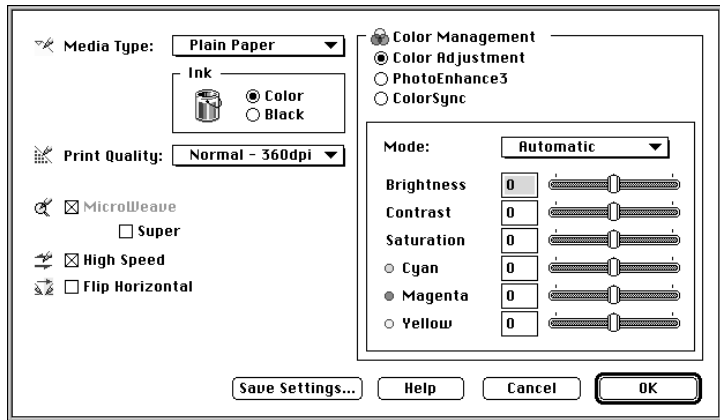 Media Type: Plain Paper
Ink
Color
Black
Print Quality: Normal - 360dpi
MicroWeave
Super
High Speed
Flip Horizontal
Color Management
Color Adjustment
PhotoEnhance3
ColorSync
Mode: Automatic
Brightness 0
Contrast 0
Saturation 0
Cyan 0
Magenta 0
Yellow 0
Save Settings... Help Cancel OK